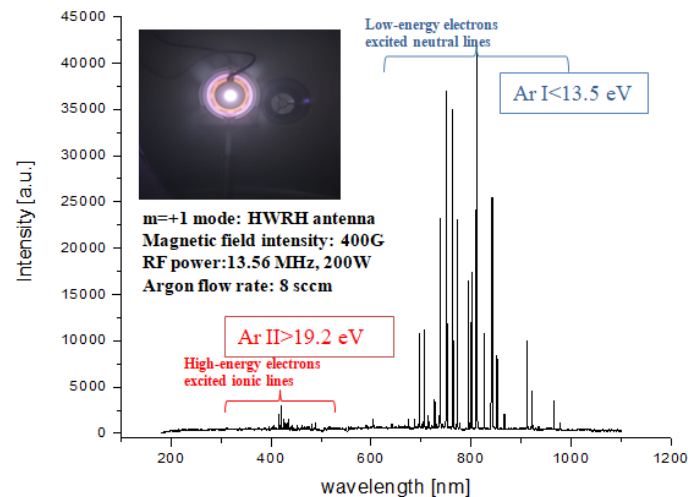 Low-energy electrons
excited neutral lines
Ar I<13.5 eV
m=+1 mode: HWRH antenna
Magnetic field intensity: 400G
RF power:13.56 MHz, 200W
Argon flow rate: 8 sccm
Ar II>19.2 eV
High-energy electrons
excited ionic lines
Intensity [a.u.]
45000
40000
35000
30000
25000
20000
15000
10000
5000
0
200 400 600 800 1000 1200
wavelength [nm]